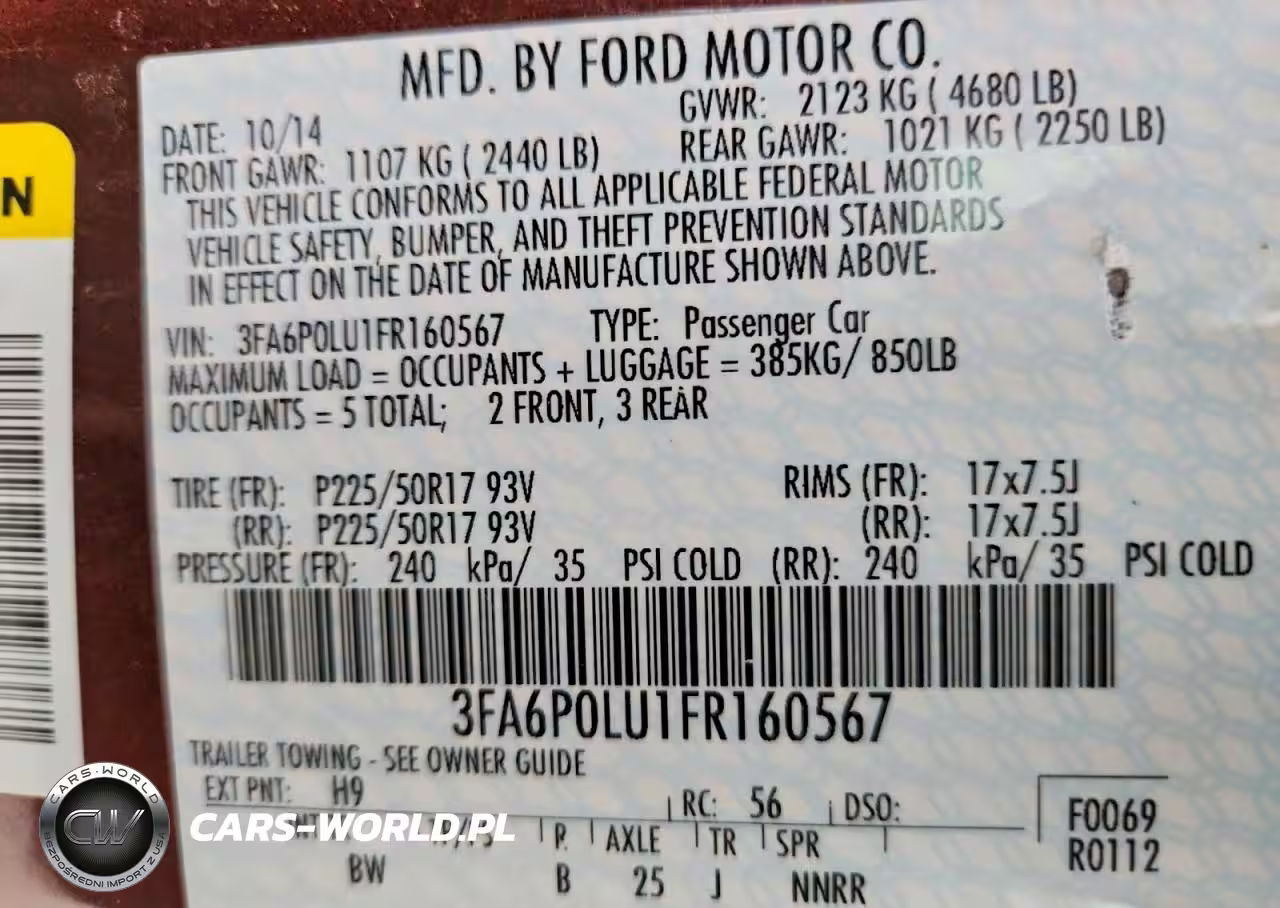 MFD. BY FORD MOTOR CO.
DATE: 10/14 GVWR: 2123 KG ( 4680 LB)
FRONT GAWR: 1107 KG ( 2440 LB) REAR GAWR: 1021 KG ( 2250 LB)
THIS VEHICLE CONFORMS TO ALL APPLICABLE FEDERAL MOTOR
VEHICLE SAFETY, BUMPER, AND THEFT PREVENTION STANDARDS
IN EFFECT ON THE DATE OF MANUFACTURE SHOWN ABOVE.
VIN: 3FA6P0LU1FR160567 TYPE: Passenger Car
MAXIMUM LOAD = OCCUPANTS + LUGGAGE = 385KG/ 850LB
OCCUPANTS = 5 TOTAL; 2 FRONT, 3 REAR
TIRE (FR): P225/50R17 93V RIMS (FR): 17x7.5J
(RR): P225/50R17 93V (RR): 17x7.5J
PRESSURE (FR): 240 kPa/ 35 PSI COLD (RR): 240 kPa/ 35 PSI COLD
3FA6P0LU1FR160567
TRAILER TOWING - SEE OWNER GUIDE
EXT PNT: H9 RC: 56 DSO: F0069
R. AXLE TR SPR R0112
BW B 25 J NNRR
N
CARS-WORLD
CW
BEZPOŚREDNI IMPORT Z USA
CARS-WORLD.PL